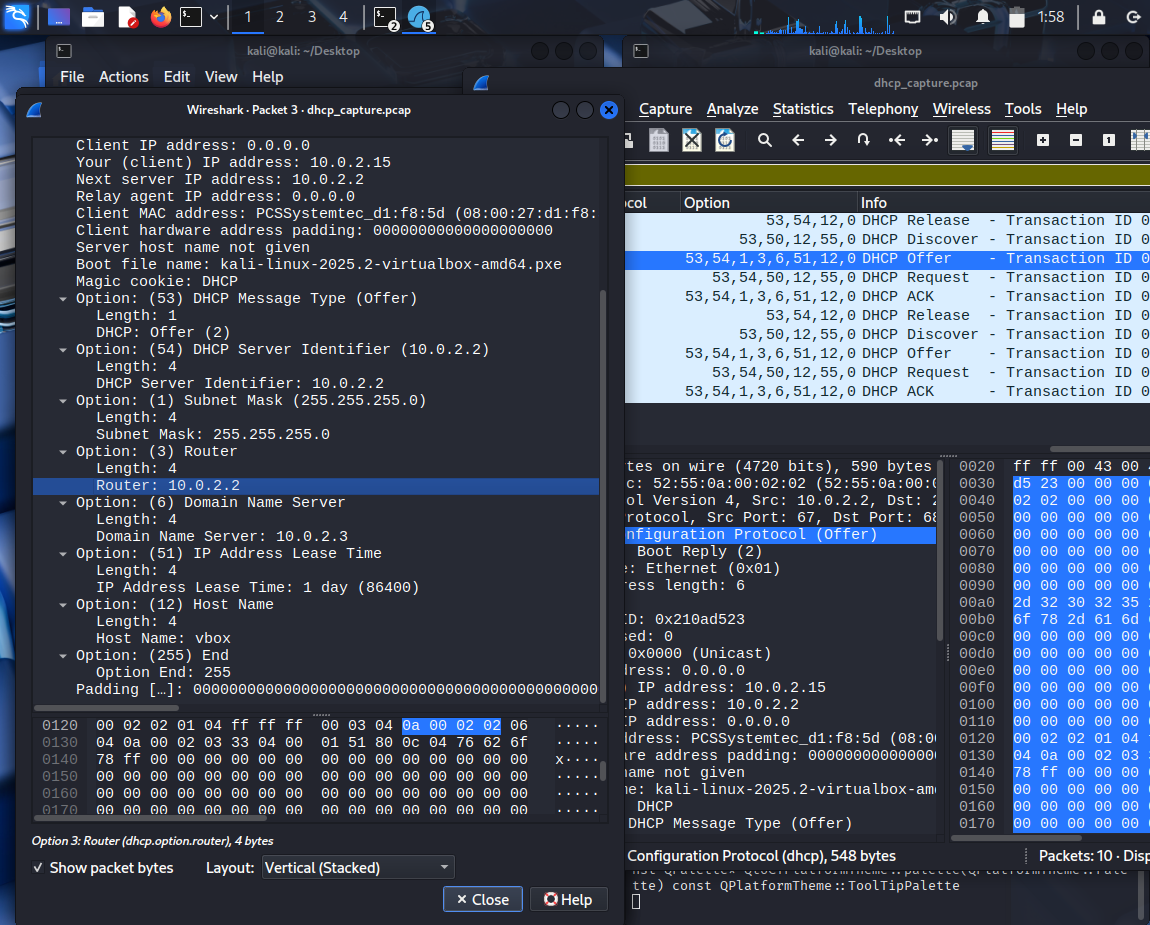 1 2 3 4 2 5 1:58
kali@kali: ~/Desktop
kali@kali: ~/Desktop
File Actions Edit View Help
dhcp_capture.pcap
Wireshark · Packet 3 · dhcp_capture.pcap
Capture Analyze Statistics Telephony Wireless Tools Help
Client IP address: 0.0.0.0
Your (client) IP address: 10.0.2.15
Next server IP address: 10.0.2.2
Relay agent IP address: 0.0.0.0
Client MAC address: PCSSystemtec_d1:f8:5d (08:00:27:d1:f8:
Client hardware address padding: 00000000000000000000
Server host name not given
Boot file name: kali-linux-2025.2-virtualbox-amd64.pxe
Magic cookie: DHCP
Option: (53) DHCP Message Type (Offer)
Length: 1
DHCP: Offer (2)
Option: (54) DHCP Server Identifier (10.0.2.2)
Length: 4
DHCP Server Identifier: 10.0.2.2
Option: (1) Subnet Mask (255.255.255.0)
Length: 4
Subnet Mask: 255.255.255.0
Option: (3) Router
Length: 4
Router: 10.0.2.2
Option: (6) Domain Name Server
Length: 4
Domain Name Server: 10.0.2.3
Option: (51) IP Address Lease Time
Length: 4
IP Address Lease Time: 1 day (86400)
Option: (12) Host Name
Length: 4
Host Name: vbox
Option: (255) End
Option End: 255
Padding […]: 000000000000000000000000000000000000000000000
0120 00 02 02 01 04 ff ff ff 00 03 04 0a 00 02 02 06 ·····
0130 04 0a 00 02 03 33 04 00 01 51 80 0c 04 76 62 6f ·····
0140 78 ff 00 00 00 00 00 00 00 00 00 00 00 00 00 00 x····
0150 00 00 00 00 00 00 00 00 00 00 00 00 00 00 00 00 ·····
0160 00 00 00 00 00 00 00 00 00 00 00 00 00 00 00 00 ·····
0170 00 00 00 00 00 00 00 00 00 00 00 00 00 00 00 00 ·····
Option 3: Router (dhcp.option.router), 4 bytes
Show packet bytes Layout: Vertical (Stacked)
Close Help
col Option Info
53,54,12,0 DHCP Release - Transaction ID 0
53,50,12,55,0 DHCP Discover - Transaction ID 0
53,54,1,3,6,51,12,0 DHCP Offer - Transaction ID 0
53,54,50,12,55,0 DHCP Request - Transaction ID 0
53,54,1,3,6,51,12,0 DHCP ACK - Transaction ID 0
53,54,12,0 DHCP Release - Transaction ID 0
53,50,12,55,0 DHCP Discover - Transaction ID 0
53,54,1,3,6,51,12,0 DHCP Offer - Transaction ID 0
53,54,50,12,55,0 DHCP Request - Transaction ID 0
53,54,1,3,6,51,12,0 DHCP ACK - Transaction ID 0
tes on wire (4720 bits), 590 bytes
c: 52:55:0a:00:02:02 (52:55:0a:00:0
ol Version 4, Src: 10.0.2.2, Dst: 2
rotocol, Src Port: 67, Dst Port: 68
nfiguration Protocol (Offer)
Boot Reply (2)
e: Ethernet (0x01)
ress length: 6
ID: 0x210ad523
sed: 0
0x0000 (Unicast)
dress: 0.0.0.0
) IP address: 10.0.2.15
IP address: 10.0.2.2
IP address: 0.0.0.0
ddress: PCSSystemtec_d1:f8:5d (08:0
are address padding: 00000000000000
name not given
me: kali-linux-2025.2-virtualbox-amd
DHCP
DHCP Message Type (Offer)
0020 ff ff 00 43 00
0030 d5 23 00 00 00 0
0040 02 02 00 00 00 0
0050 00 00 00 00 00 0
0060 00 00 00 00 00 0
0070 00 00 00 00 00 0
0080 00 00 00 00 00 0
0090 00 00 00 00 00 0
00a0 2d 32 30 32 35
00b0 6f 78 2d 61 6d
00c0 00 00 00 00 00 0
00d0 00 00 00 00 00 0
00e0 00 00 00 00 00 0
00f0 00 00 00 00 00 0
0100 00 00 00 00 00 0
0110 00 00 00 00 00 0
0120 00 02 02 01 04
0130 04 0a 00 02 03
0140 78 ff 00 00 00 0
0150 00 00 00 00 00 0
0160 00 00 00 00 00 0
0170 00 00 00 00 00 0
Configuration Protocol (dhcp), 548 bytes Packets: 10 · Disp
tte) const QPlatformTheme::ToolTipPalette